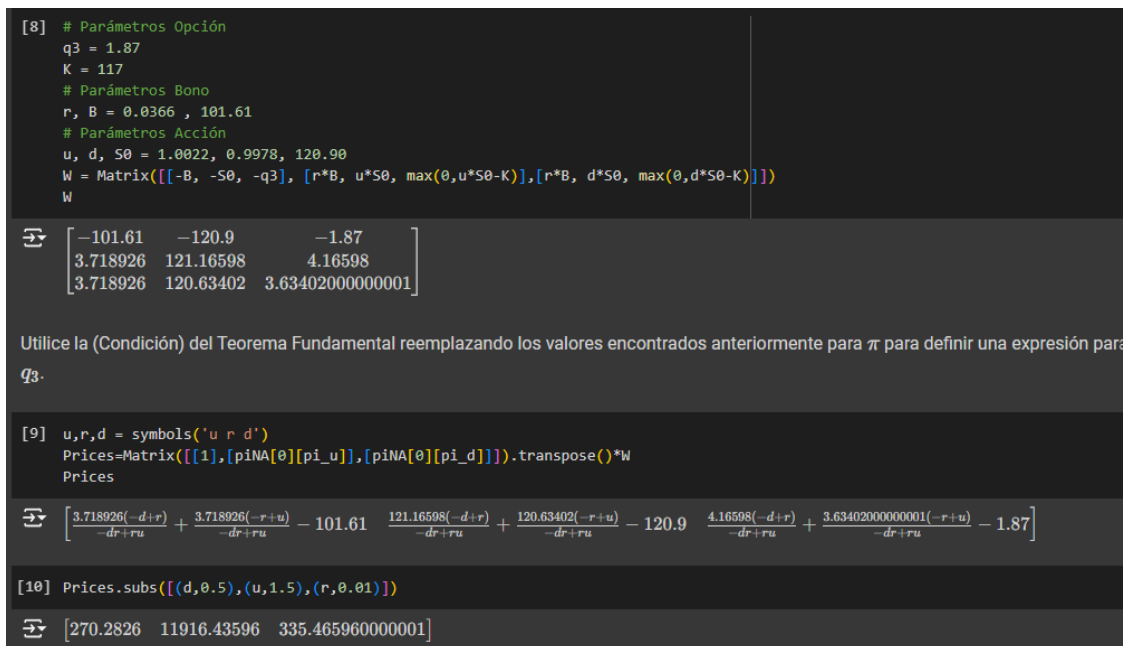 [8] # Parámetros Opción
q3 = 1.87
K = 117
# Parámetros Bono
r, B = 0.0366 , 101.61
# Parámetros Acción
u, d, S0 = 1.0022, 0.9978, 120.90
W = Matrix([[-B, -S0, -q3], [r*B, u*S0, max(0,u*S0-K)],[r*B, d*S0, max(0,d*S0-K)]])
W
[−101.61 −120.9 −1.87
3.718926 121.16598 4.16598
3.718926 120.63402 3.63402000000001]
Utilice la (Condición) del Teorema Fundamental reemplazando los valores encontrados anteriormente para π para definir una expresión para
q₃.
[9] u,r,d = symbols('u r d')
Prices=Matrix([[1],[piNA[0][pi_u]],[piNA[0][pi_d]]]).transpose()*W
Prices
[3.718926(−d+r)/(−dr+ru) + 3.718926(−r+u)/(−dr+ru) − 101.61 121.16598(−d+r)/(−dr+ru) + 120.63402(−r+u)/(−dr+ru) − 120.9 4.16598(−d+r)/(−dr+ru) + 3.63402000000001(−r+u)/(−dr+ru) − 1.87]
[10] Prices.subs([(d,0.5),(u,1.5),(r,0.01)])
[270.2826 11916.43596 335.465960000001]